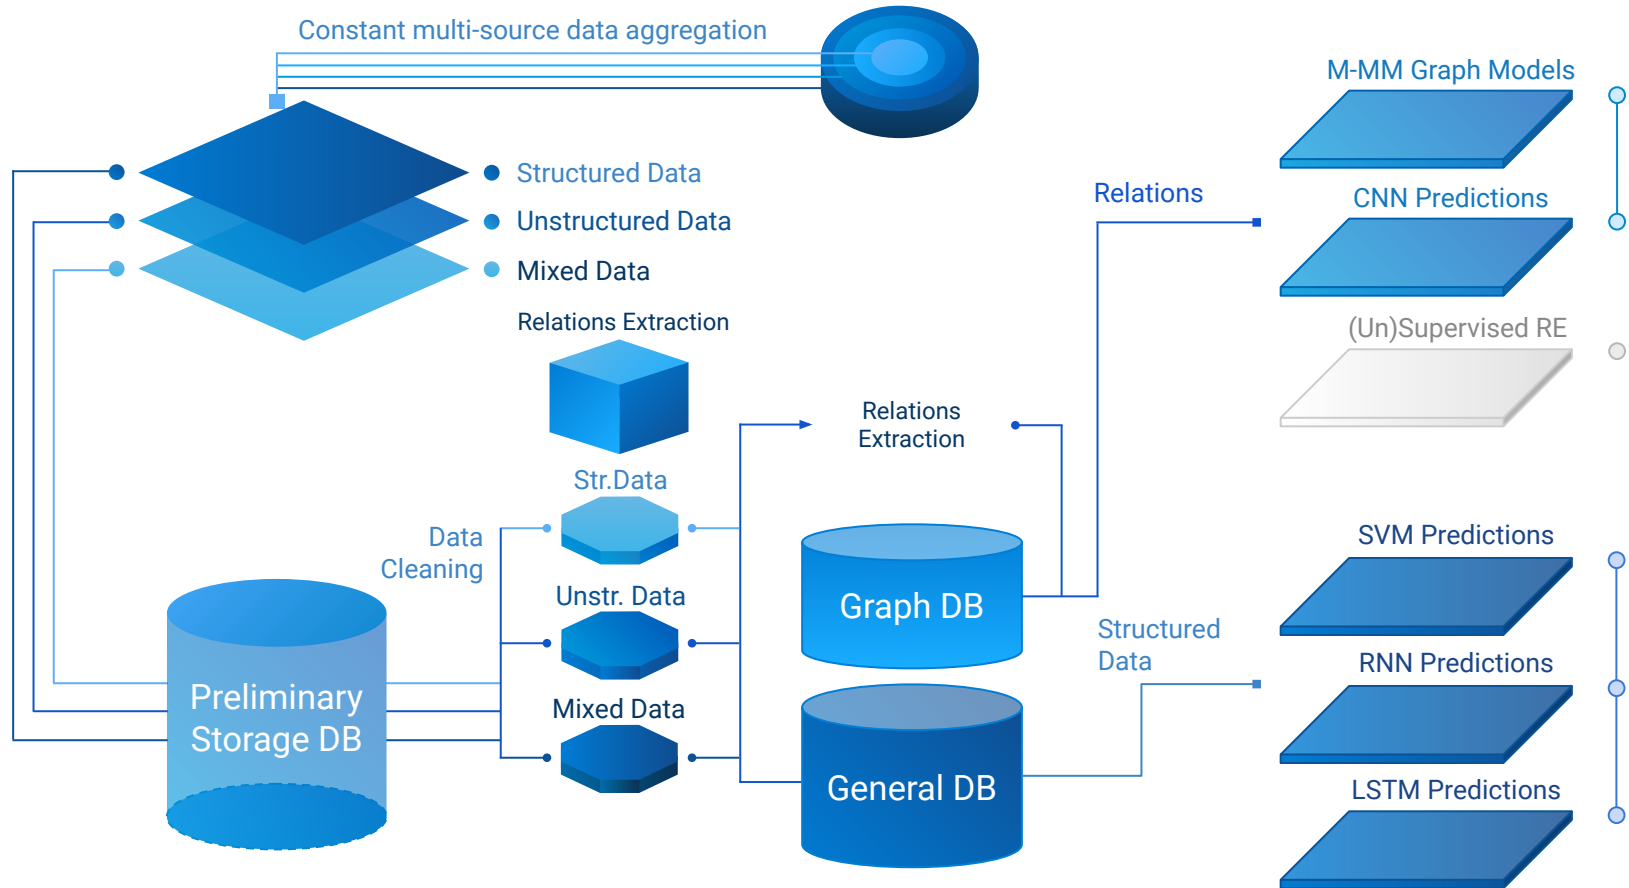 Constant multi-source data aggregation
Structured Data
Unstructured Data
Mixed Data
Relations Extraction
Str.Data
Data
Cleaning
Unstr. Data
Mixed Data
Preliminary
Storage DB
Relations
Extraction
Graph DB
General DB
Relations
Structured
Data
M-MM Graph Models
CNN Predictions
(Un)Supervised RE
SVM Predictions
RNN Predictions
LSTM Predictions